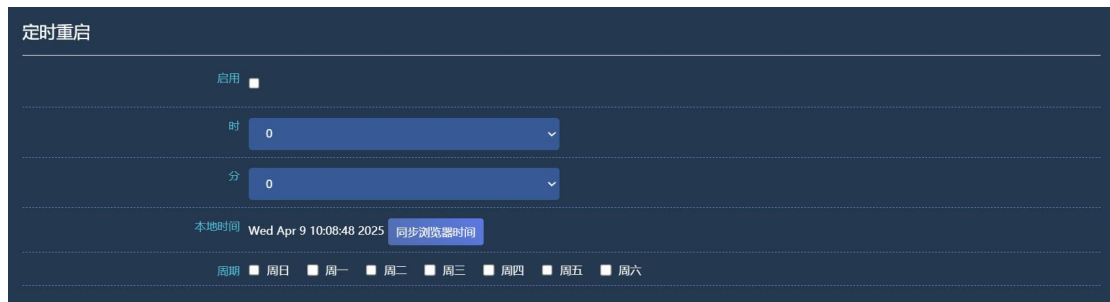 定时重启
启用
时 0
分 0
本地时间 Wed Apr 9 10:08:48 2025 同步浏览器时间
周期 周日 周一 周二 周三 周四 周五 周六